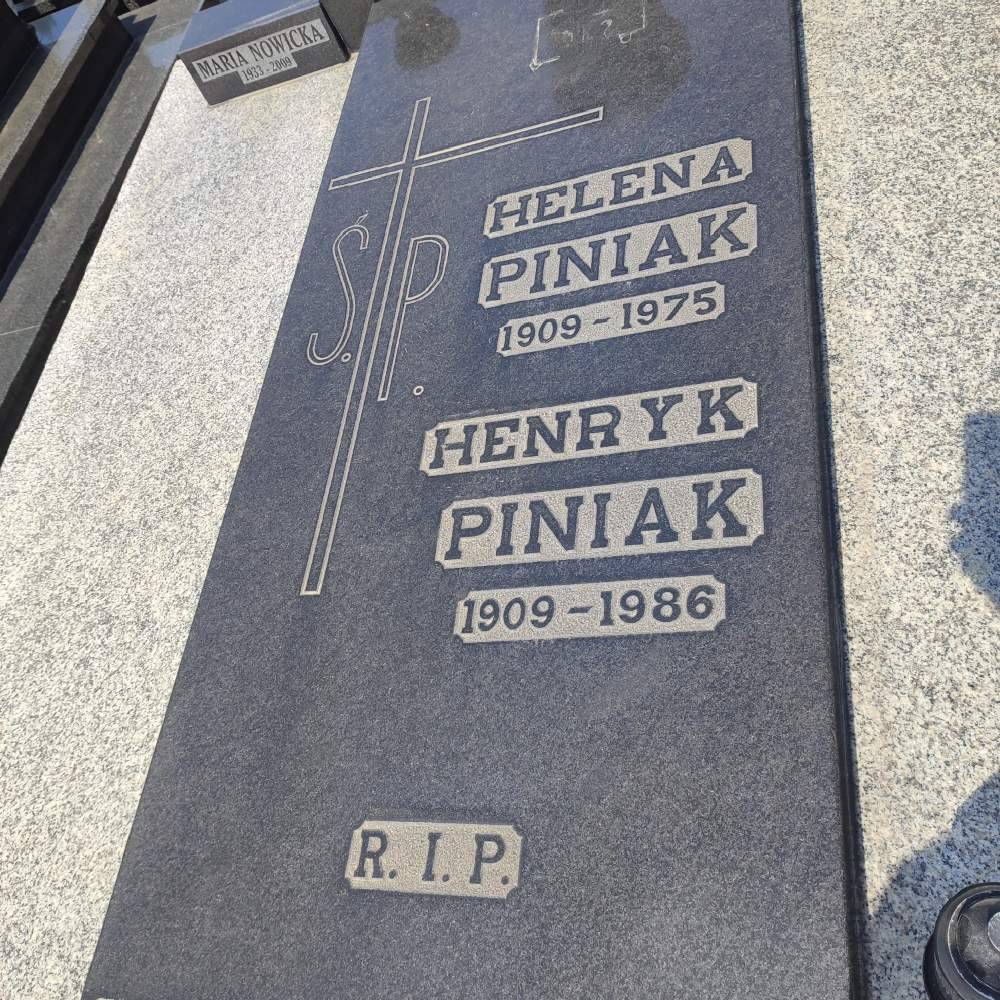 MARIA NOWICKA
1933-2009
Ś.P.
HELENA
PINIAK
1909-1975
HENRYK
PINIAK
1909-1986
R.I.P.